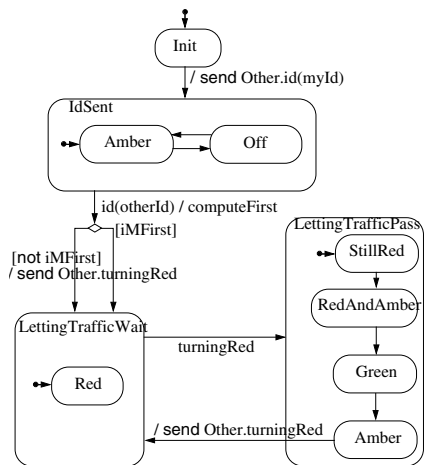 Init
/ send Other.id(myId)
IdSent
Amber
Off
id(otherId) / computeFirst
[iMFirst]
[not iMFirst]
/ send Other.turningRed
LettingTrafficPass
StillRed
RedAndAmber
LettingTrafficWait
turningRed
Red
Green
/ send Other.turningRed
Amber